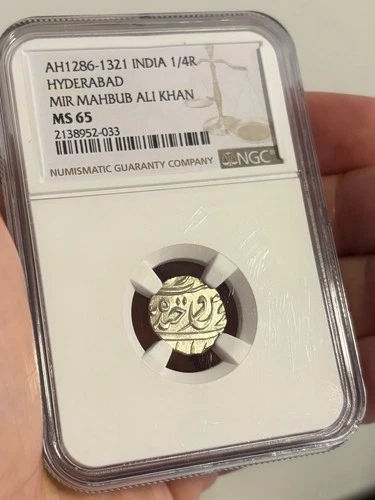 AH1286-1321 INDIA 1/4R
HYDERABAD
MIR MAHBUB ALI KHAN
MS 65
2138952-033
NUMISMATIC GUARANTY COMPANY
NGC